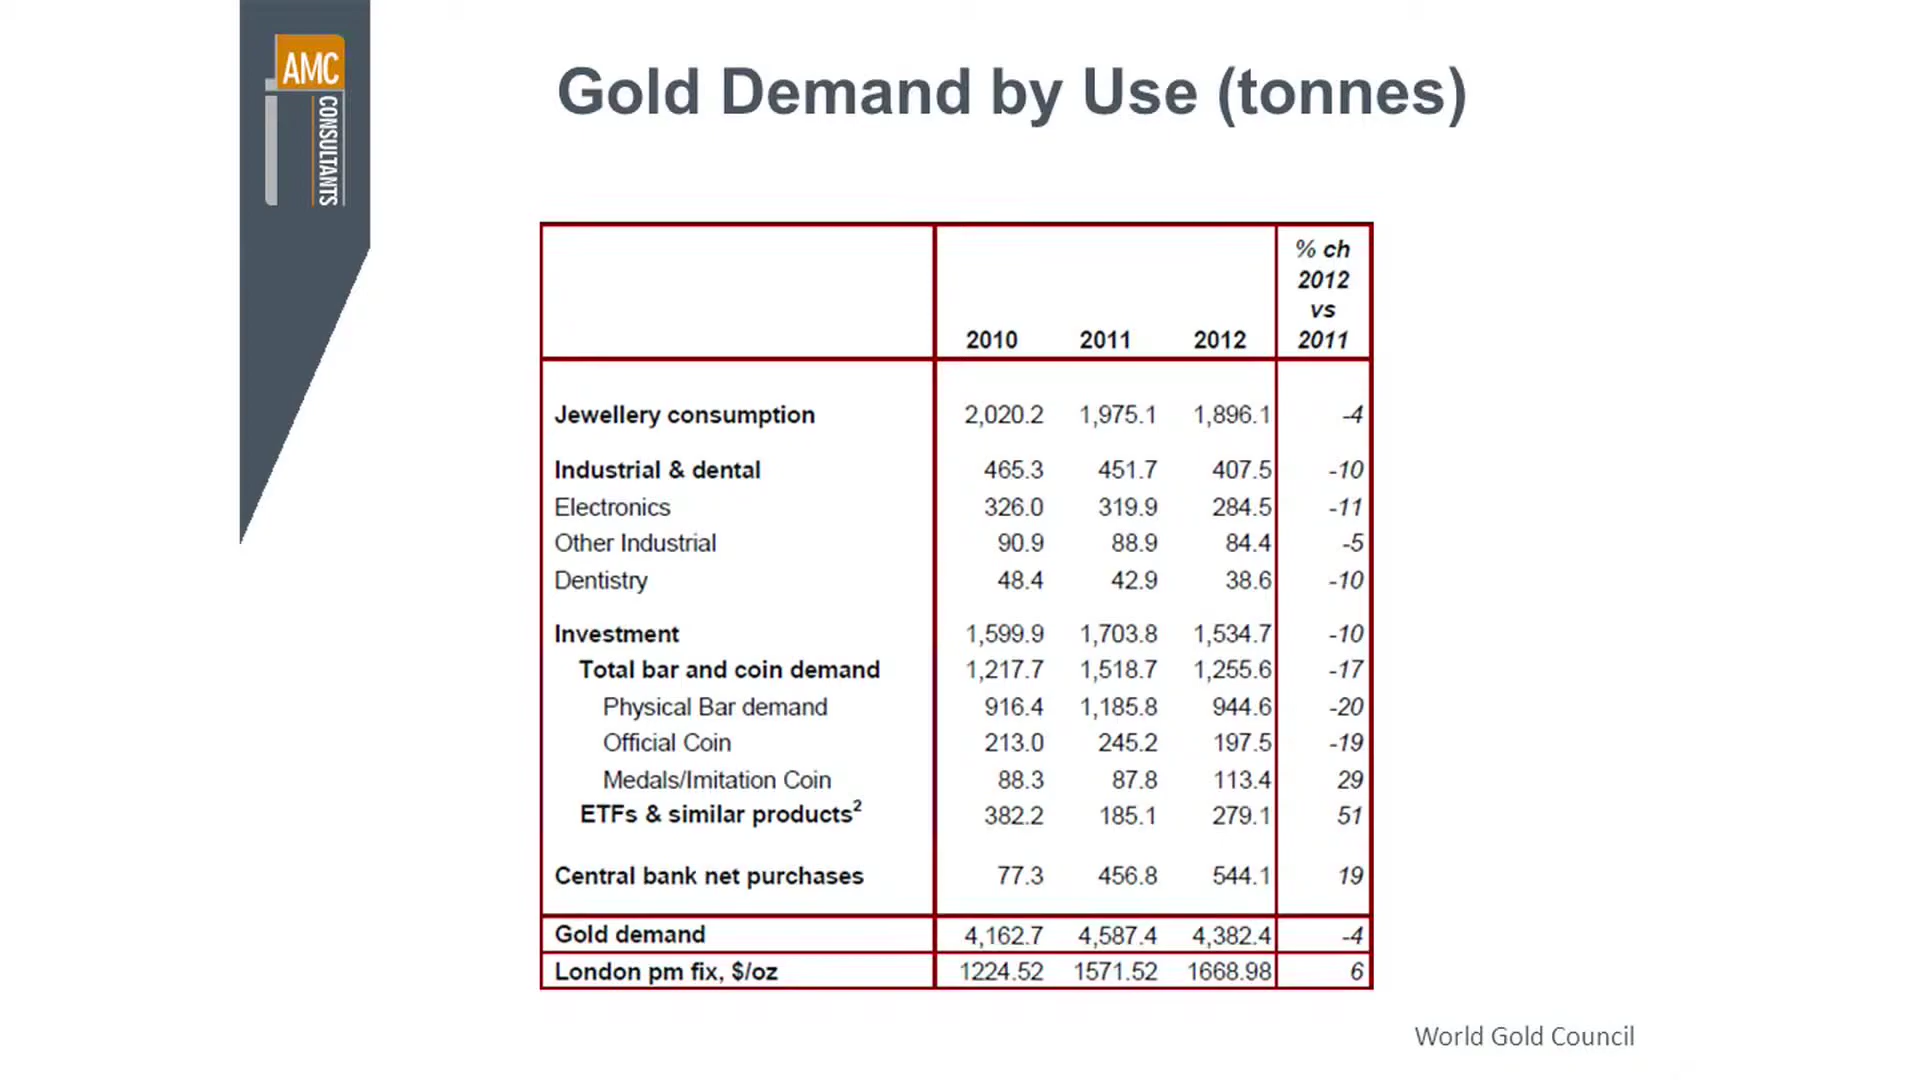 AMC
CONSULTANTS
Gold Demand by Use (tonnes)
% ch
2012
vs
2010 2011 2012 2011
Jewellery consumption 2,020.2 1,975.1 1,896.1 -4
Industrial & dental 465.3 451.7 407.5 -10
Electronics 326.0 319.9 284.5 -11
Other Industrial 90.9 88.9 84.4 -5
Dentistry 48.4 42.9 38.6 -10
Investment 1,599.9 1,703.8 1,534.7 -10
Total bar and coin demand 1,217.7 1,518.7 1,255.6 -17
Physical Bar demand 916.4 1,185.8 944.6 -20
Official Coin 213.0 245.2 197.5 -19
Medals/Imitation Coin 88.3 87.8 113.4 29
ETFs & similar products² 382.2 185.1 279.1 51
Central bank net purchases 77.3 456.8 544.1 19
Gold demand 4,162.7 4,587.4 4,382.4 -4
London pm fix, $/oz 1224.52 1571.52 1668.98 6
World Gold Council